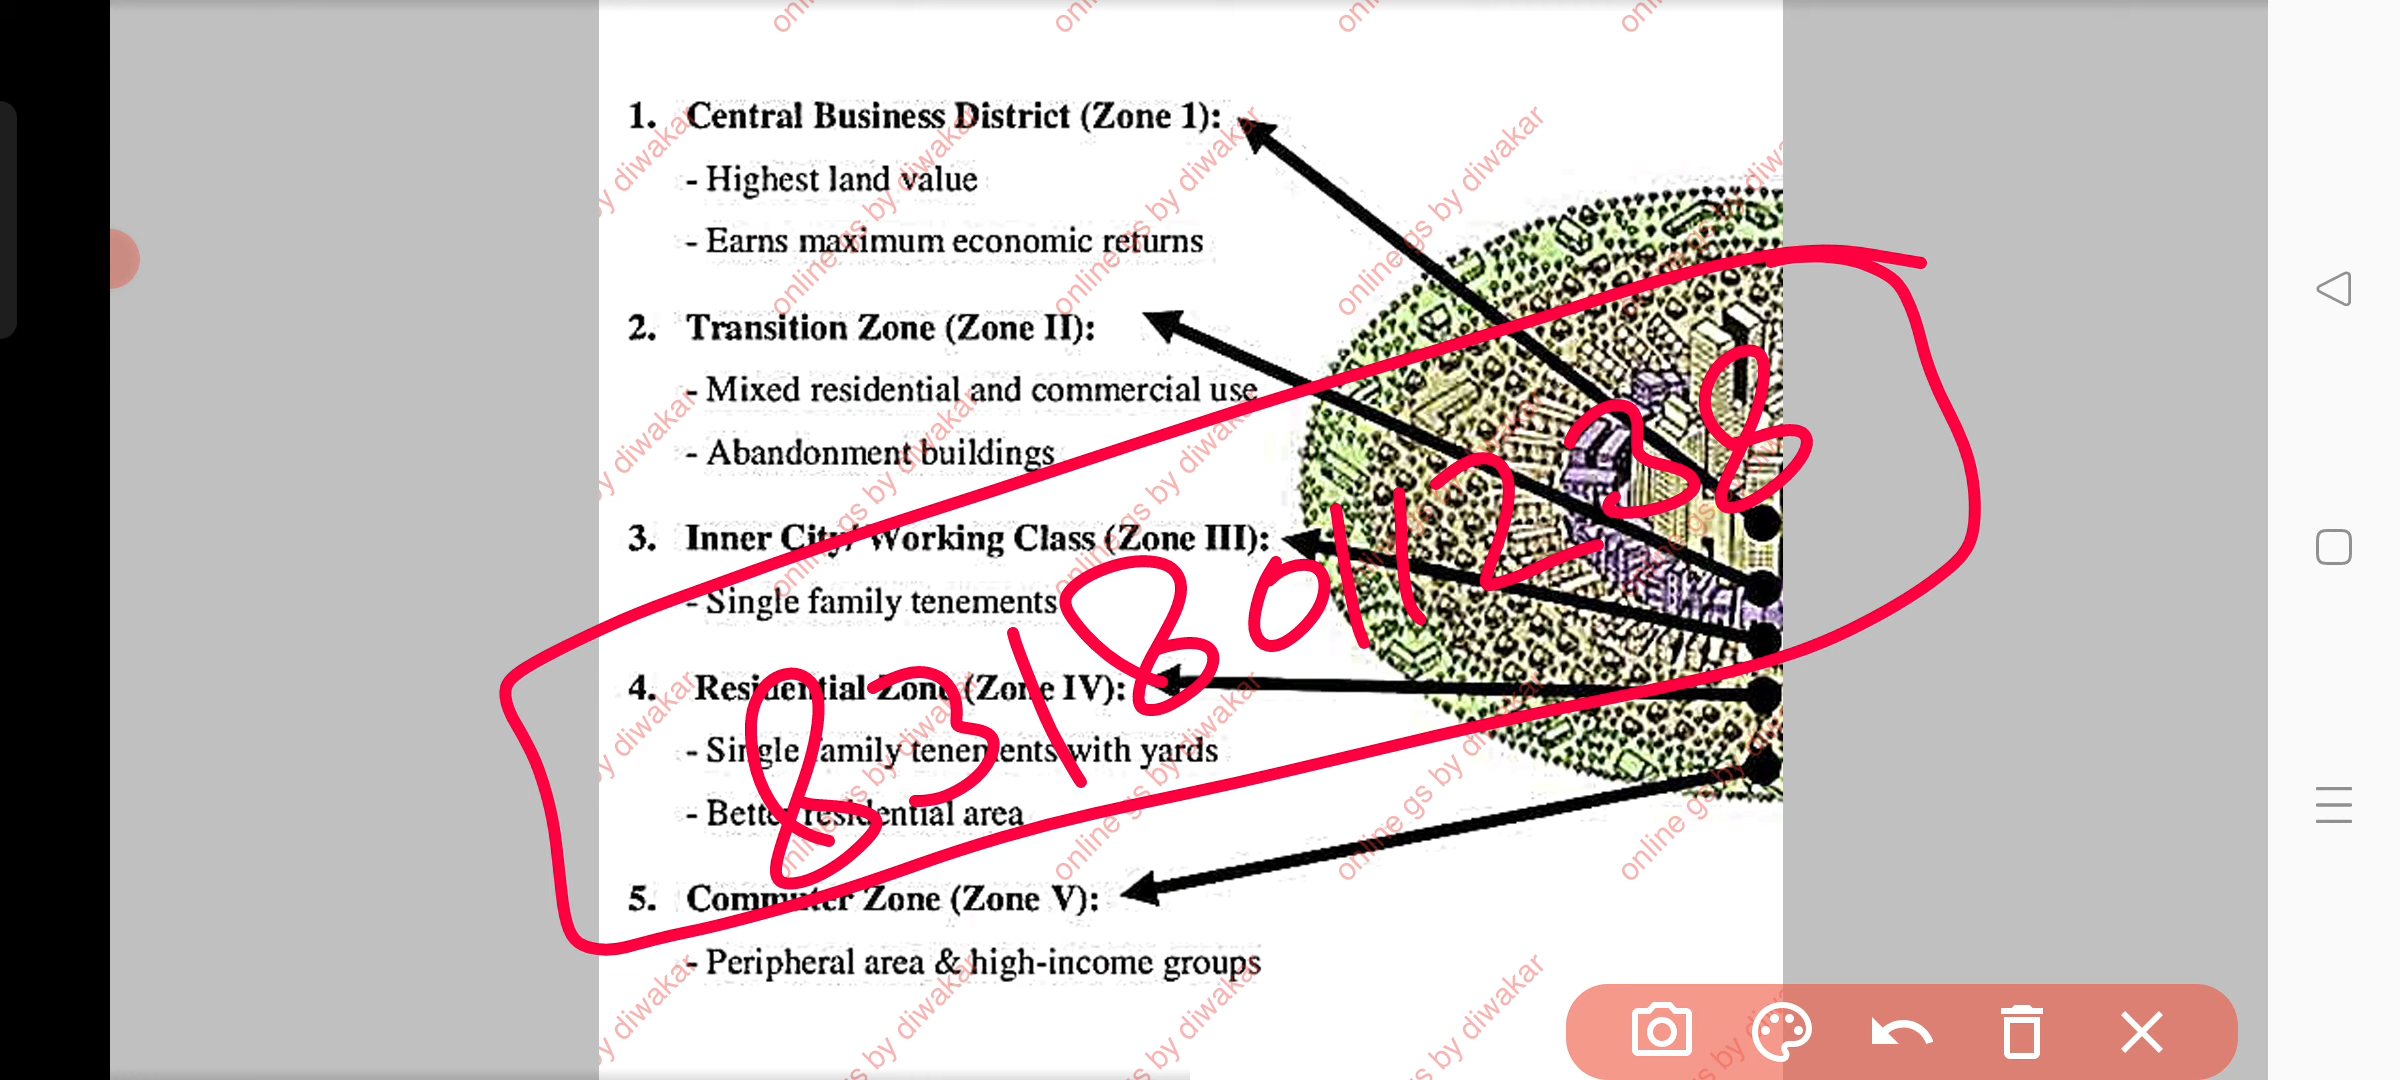 1. Central Business District (Zone 1):
- Highest land value
- Earns maximum economic returns
2. Transition Zone (Zone II):
- Mixed residential and commercial use
- Abandonment buildings
3. Inner City/ Working Class (Zone III):
- Single family tenements
4. Residential Zone (Zone IV):
- Single family tenements with yards
- Better residential area
5. Commuter Zone (Zone V):
- Peripheral area & high-income groups
8318011238
online gs by diwakar